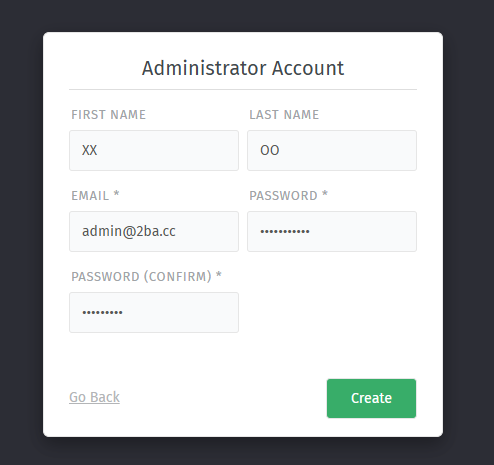 Administrator Account
FIRST NAME LAST NAME
XX OO
EMAIL * PASSWORD *
admin@2ba.cc •••••••••••
PASSWORD (CONFIRM) *
•••••••••
Go Back Create